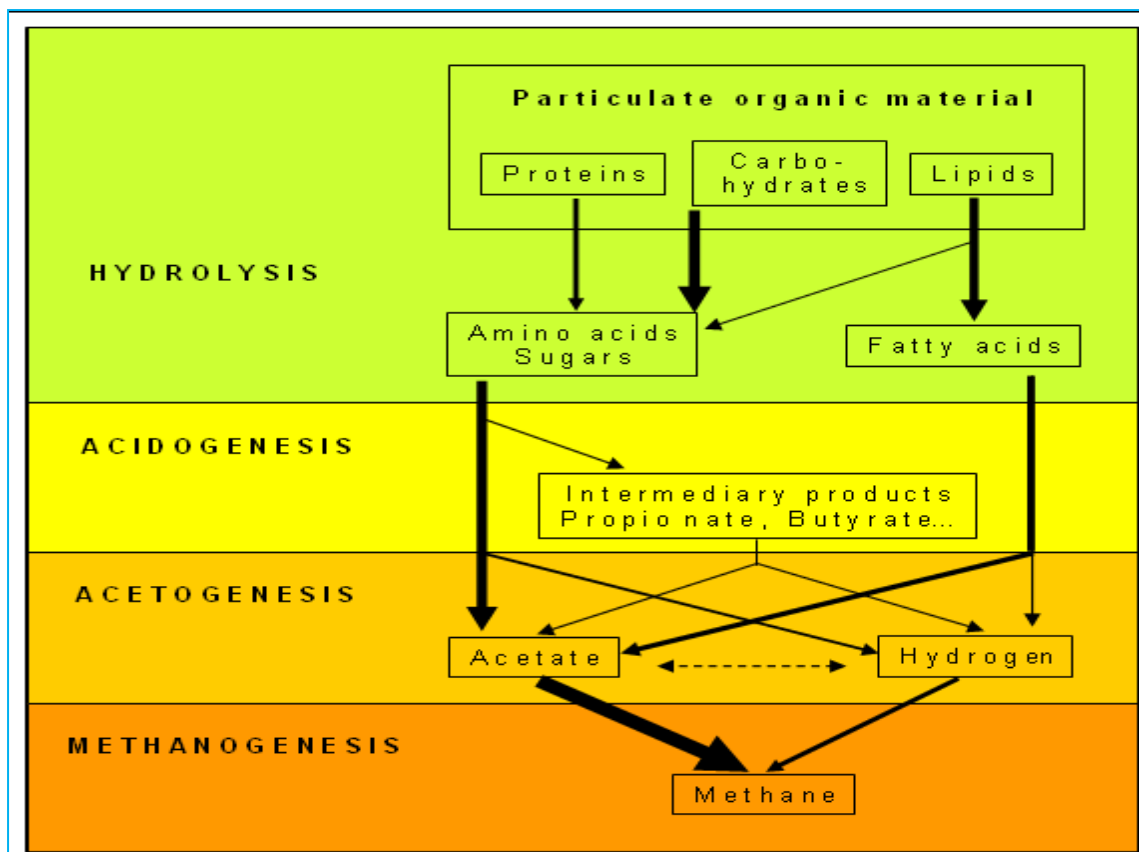 Particulate organic material
Proteins
Carbo-
hydrates
Lipids
HYDROLYSIS
Amino acids
Sugars
Fatty acids
ACIDOGENESIS
Intermediary products
Propionate, Butyrate...
ACETOGENESIS
Acetate
Hydrogen
METHANOGENESIS
Methane